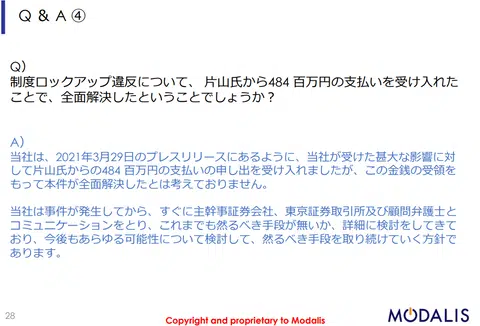 Q & A ④
Q）
制度ロックアップ違反について、 片山氏から484 百万円の支払いを受け入れた
ことで、全面解決したということでしょうか？
A）
当社は、2021年3月29日のプレスリリースにあるように、当社が受けた甚大な影響に対
して片山氏からの484 百万円の支払いの申し出を受け入れましたが、この金銭の受領を
もって本件が全面解決したとは考えておりません。
当社は事件が発生してから、すぐに主幹事証券会社、東京証券取引所及び顧問弁護士と
コミュニケーションをとり、これまでも然るべき手段が無いか、詳細に検討をしてきて
おり、今後もあらゆる可能性について検討して、然るべき手段を取り続けていく方針で
あります。
28
Copyright and proprietary to Modalis
MODALIS